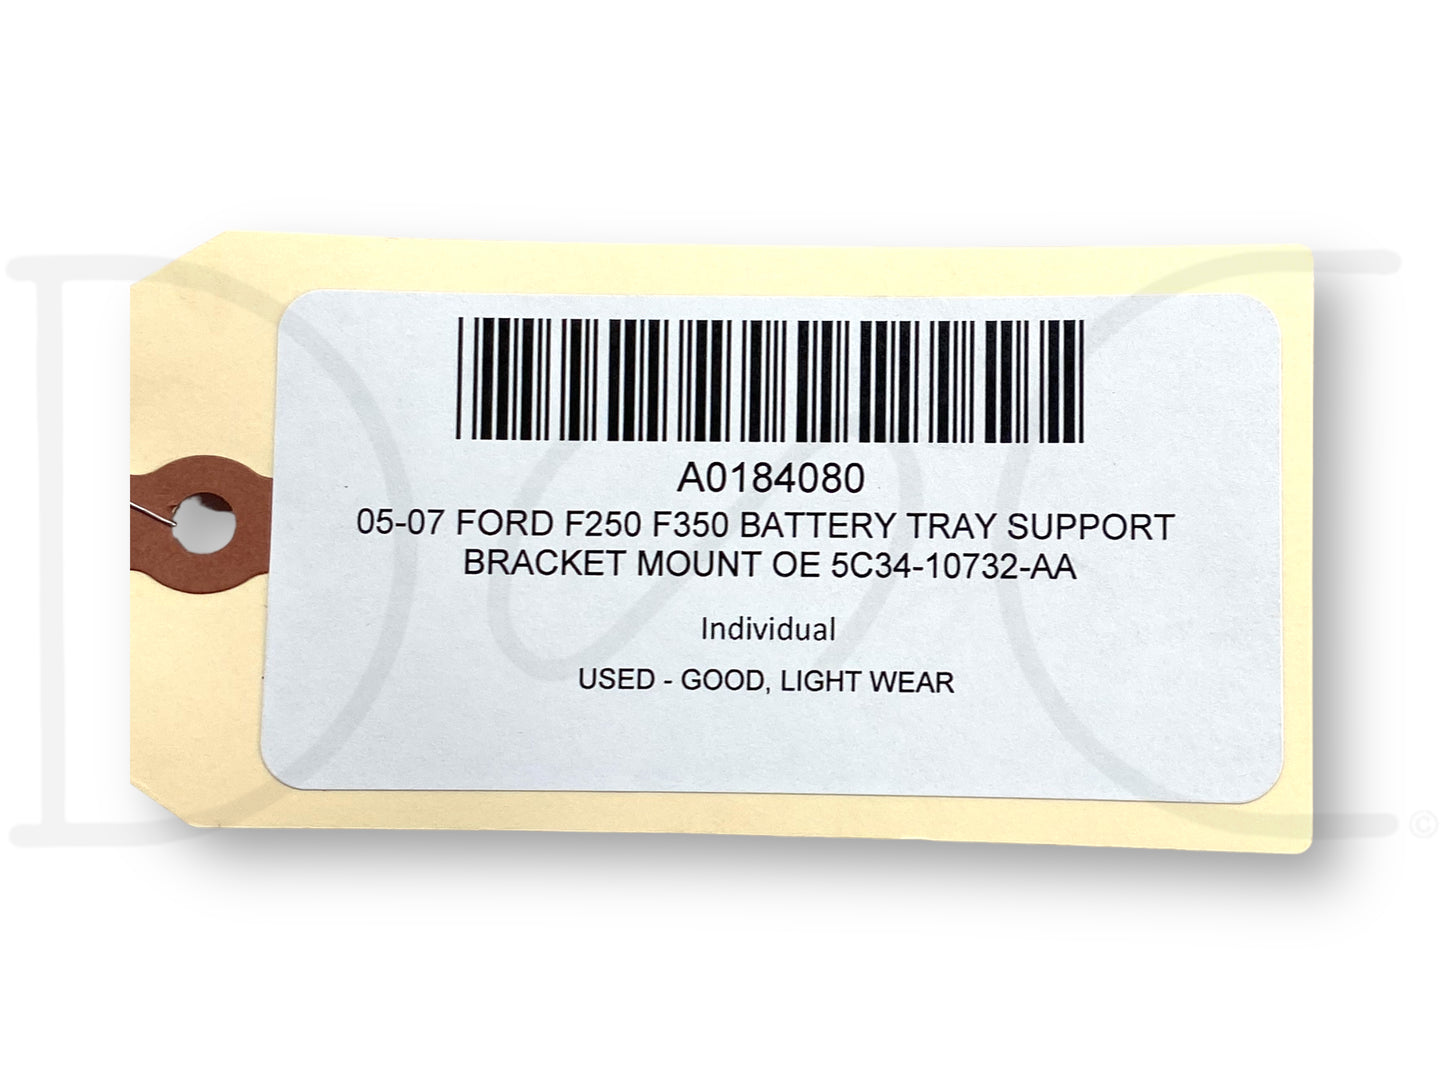 A0184080
05-07 FORD F250 F350 BATTERY TRAY SUPPORT
BRACKET MOUNT OE 5C34-10732-AA
Individual
USED - GOOD, LIGHT WEAR
©